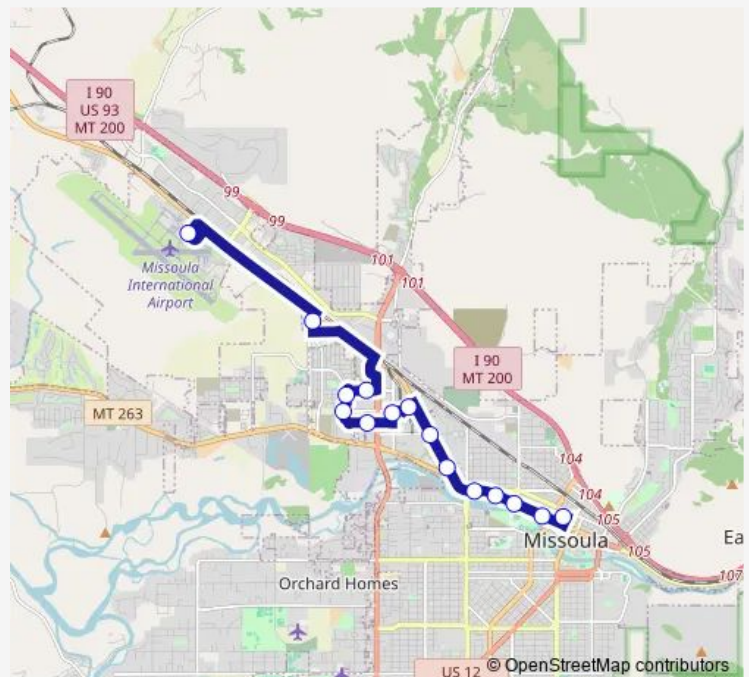 I 90
US 93
MT 200
99
99
Missoula
International
Airport
101
101
I 90
MT 200
MT 263
104
104
105
Missoula
105
Ea
107
Orchard Homes
US 12
© OpenStreetMap contributors